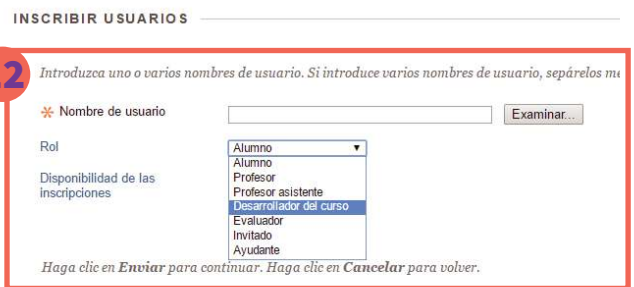 INSCRIBIR USUARIOS
2
Introduzca uno o varios nombres de usuario. Si introduce varios nombres de usuario, sepárelos
Nombre de usuario Examinar...
Rol Alumno
Alumno
Disponibilidad de las inscripciones
Profesor
Profesor asistente
Desarrollador del curso
Evaluador
Invitado
Ayudante
Haga clic en Enviar para continuar. Haga clic en Cancelar para volver.